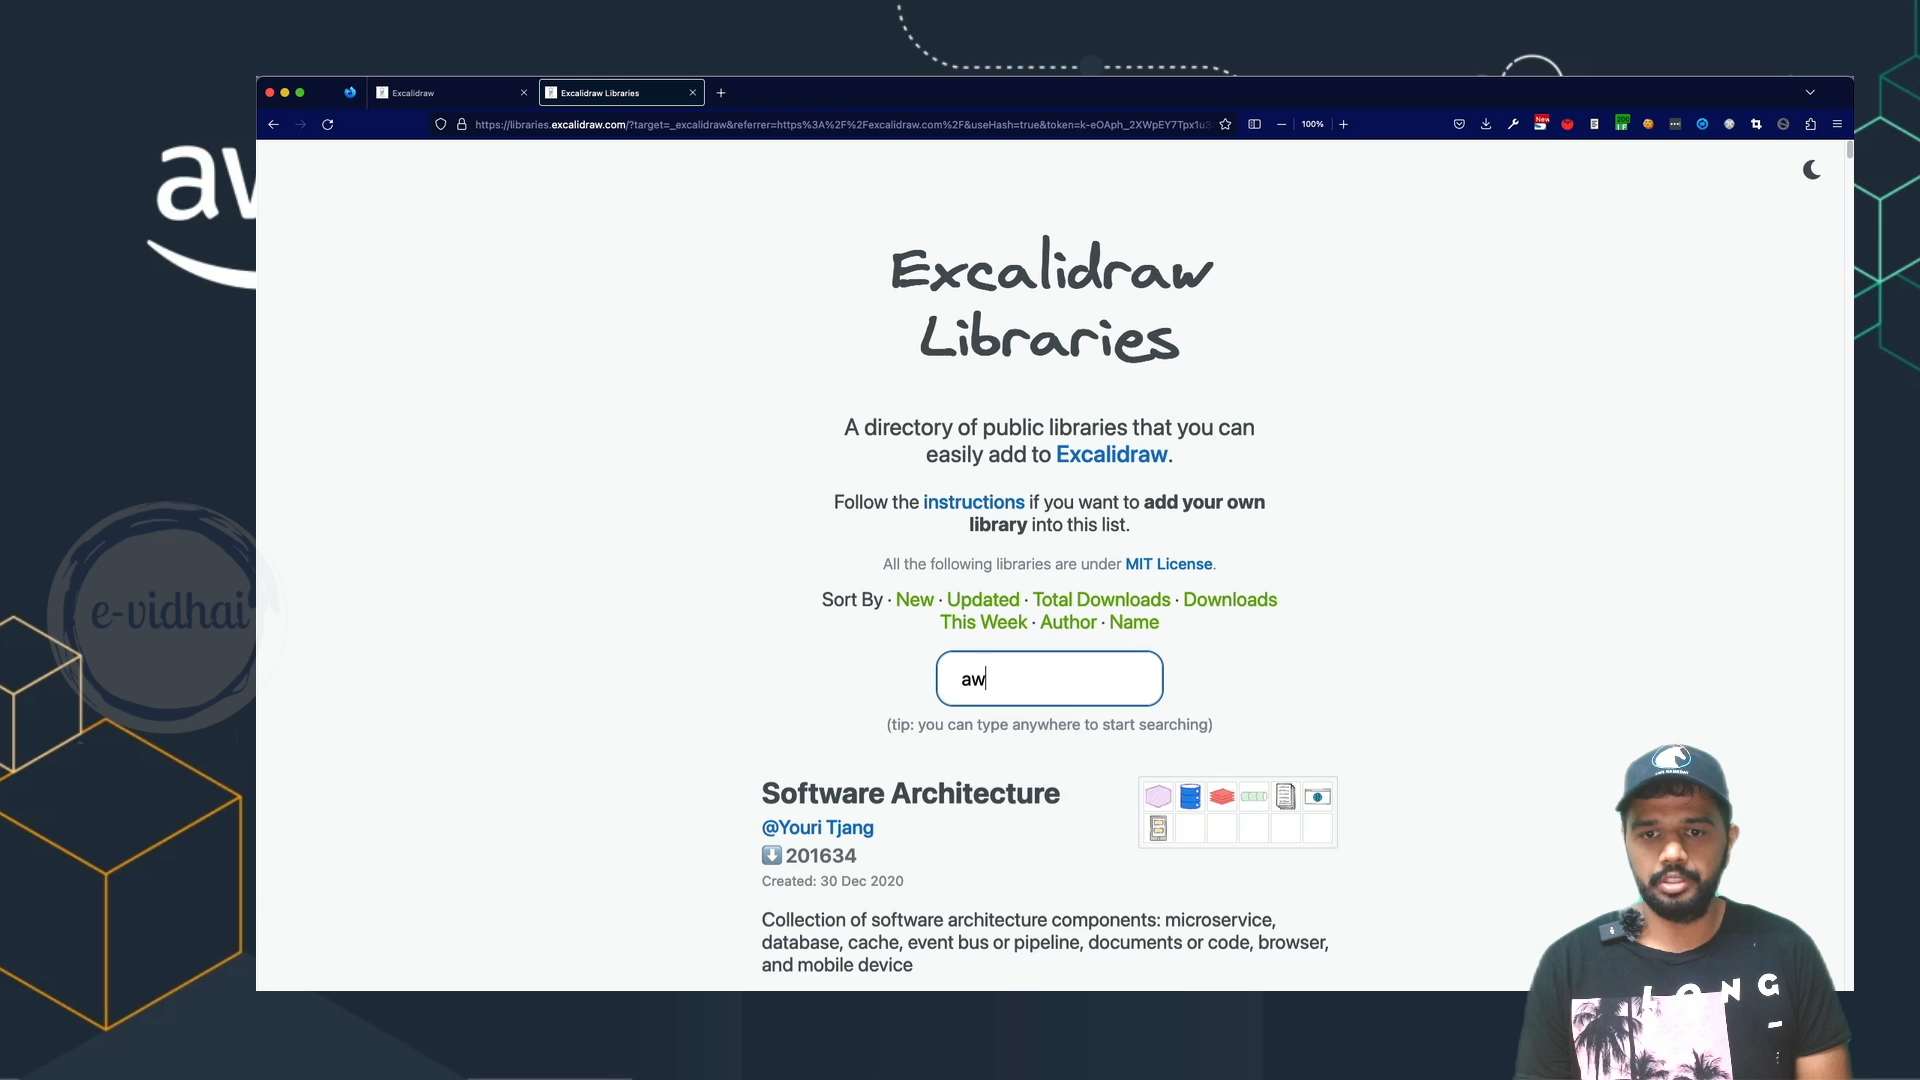 Excalidraw
Excalidraw Libraries
https://libraries.excalidraw.com/?target=_excalidraw&referrer=https%3A%2F%2Fexcalidraw.com%2F&useHash=true&token=k-eOAph_2XWpEY7Tpx1u3
100%
New
aw
Excalidraw
Libraries
A directory of public libraries that you can
easily add to Excalidraw.
Follow the instructions if you want to add your own
library into this list.
All the following libraries are under MIT License.
Sort By · New · Updated · Total Downloads · Downloads
This Week · Author · Name
aw
(tip: you can type anywhere to start searching)
e-vidhai
Software Architecture
@Youri Tjang
201634
Created: 30 Dec 2020
Collection of software architecture components: microservice,
database, cache, event bus or pipeline, documents or code, browser,
and mobile device
LONG